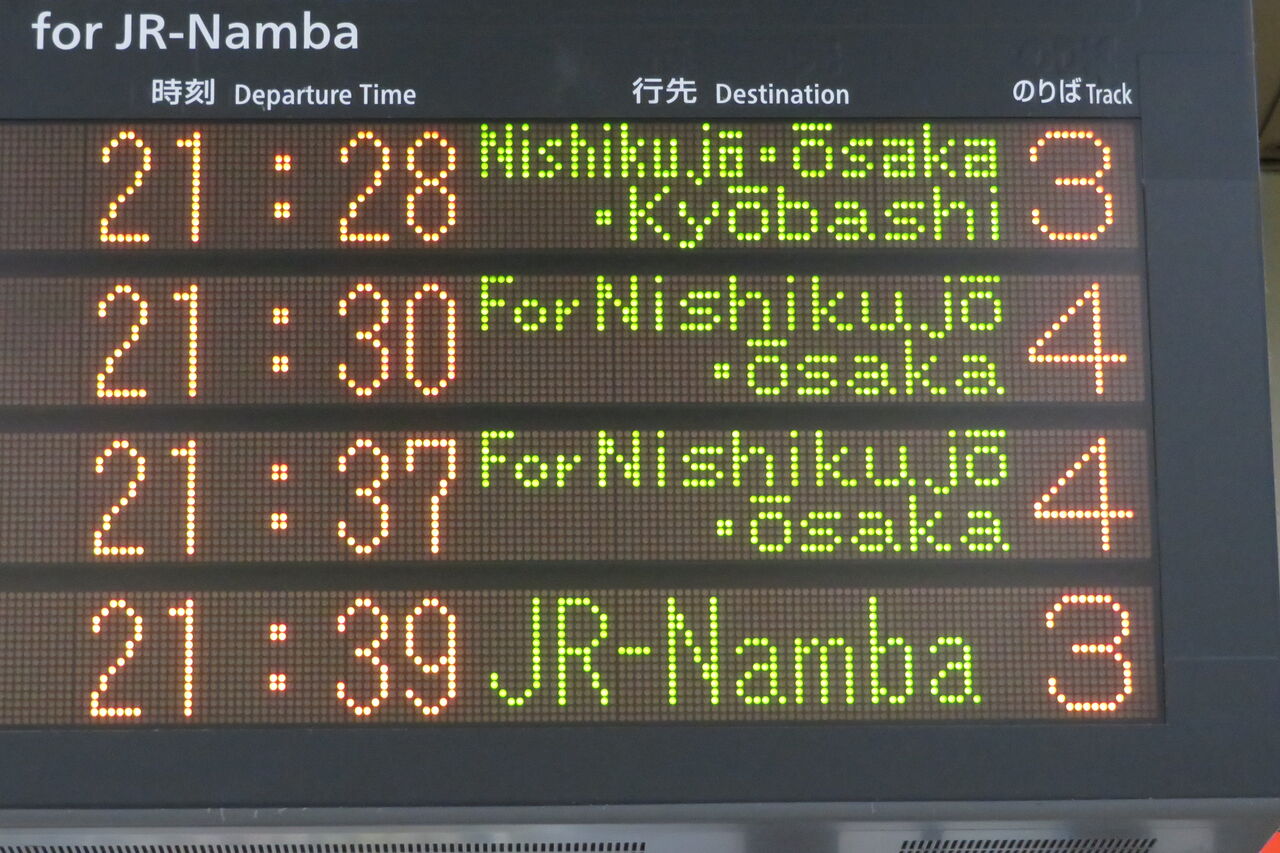 for JR-Namba
時刻 Departure Time 行先 Destination のりば Track
21:28 Nishikujō・Ōsaka 3
・Kyōbashi
21:30 For Nishikujō 4
・Ōsaka
21:37 For Nishikujō 4
・Ōsaka
21:39 JR-Namba 3